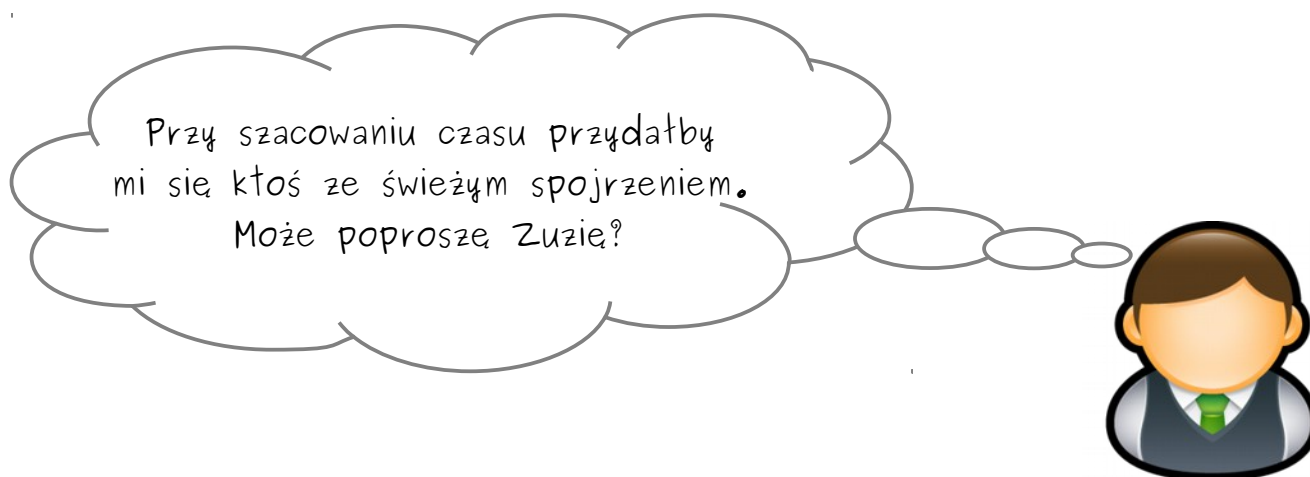 Przy szacowaniu czasu przydałby
mi się ktoś ze świeżym spojrzeniem.
Może poproszę Zuzię?